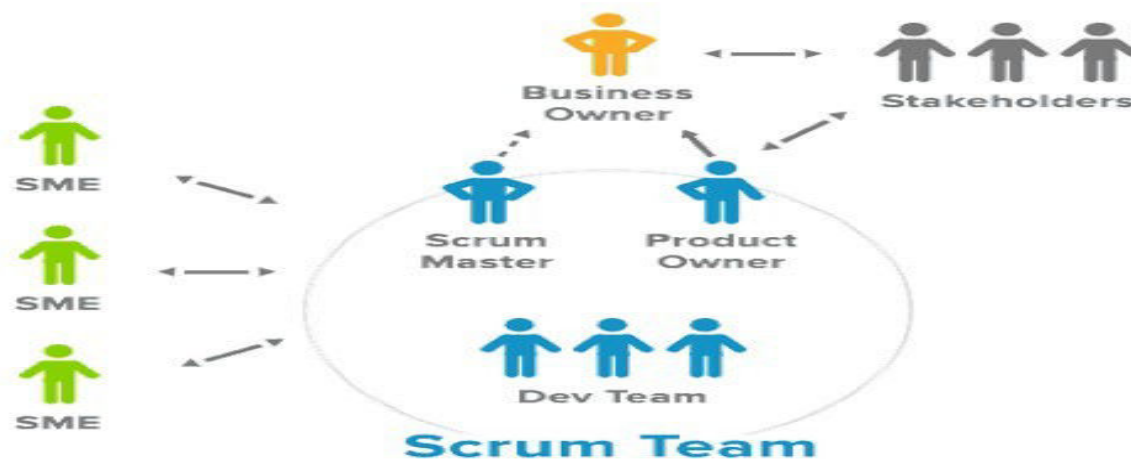 Business
Owner
Stakeholders
SME
Scrum
Master
Product
Owner
SME
SME
Dev Team
Scrum Team